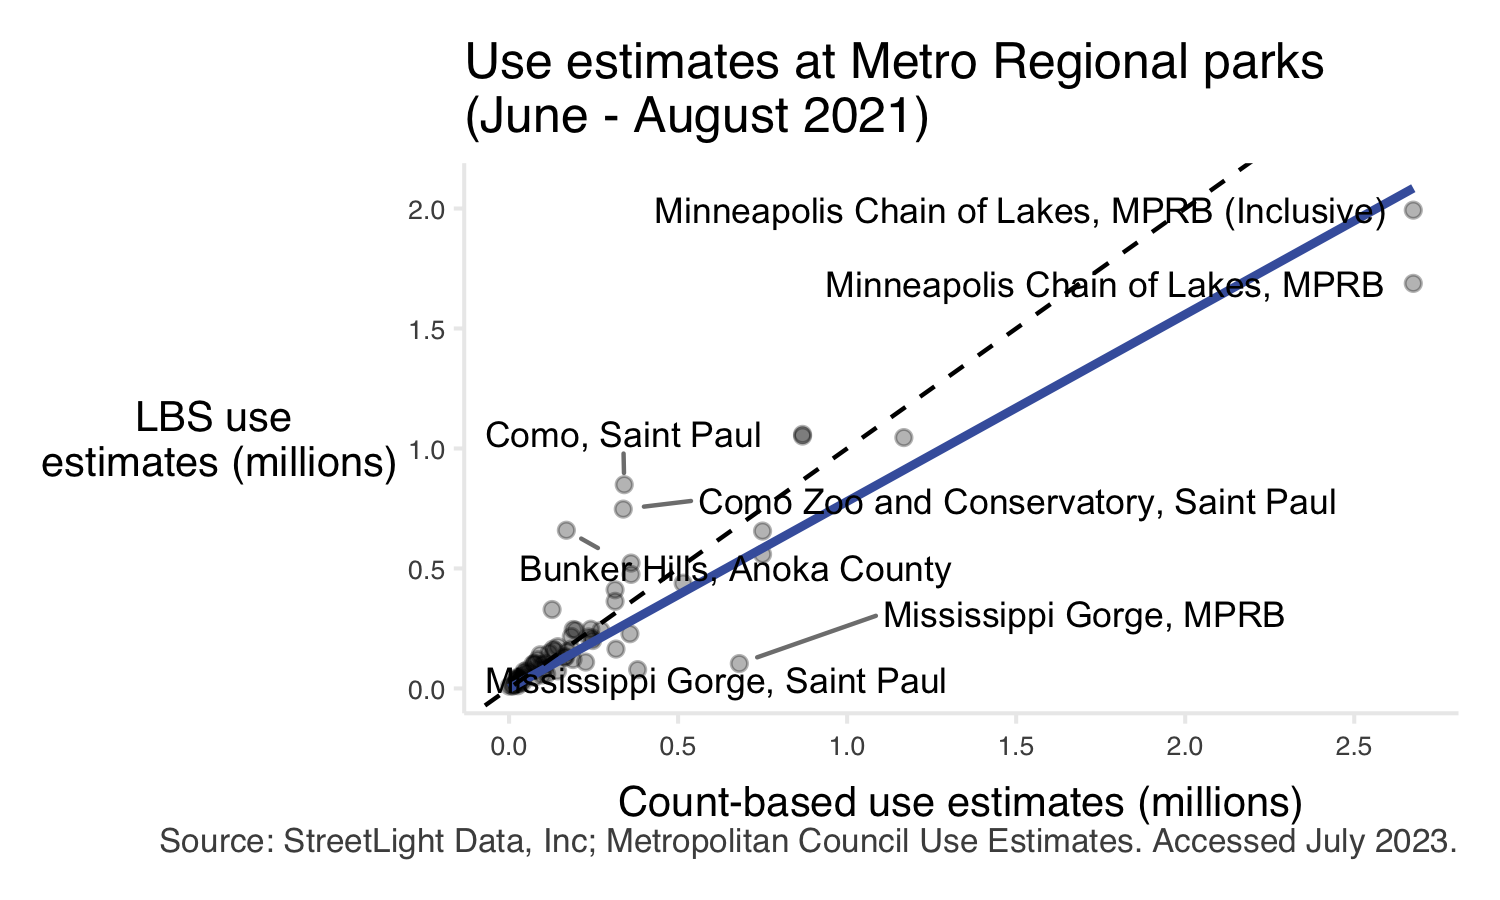 Use estimates at Metro Regional parks
(June - August 2021)
2.0
1.5
1.0
0.5
0.0
LBS use
estimates (millions)
Minneapolis Chain of Lakes, MPRB (Inclusive)
Minneapolis Chain of Lakes, MPRB
Como, Saint Paul
Como Zoo and Conservatory, Saint Paul
Bunker Hills, Anoka County
Mississippi Gorge, MPRB
Mississippi Gorge, Saint Paul
0.0 0.5 1.0 1.5 2.0 2.5
Count-based use estimates (millions)
Source: StreetLight Data, Inc; Metropolitan Council Use Estimates. Accessed July 2023.